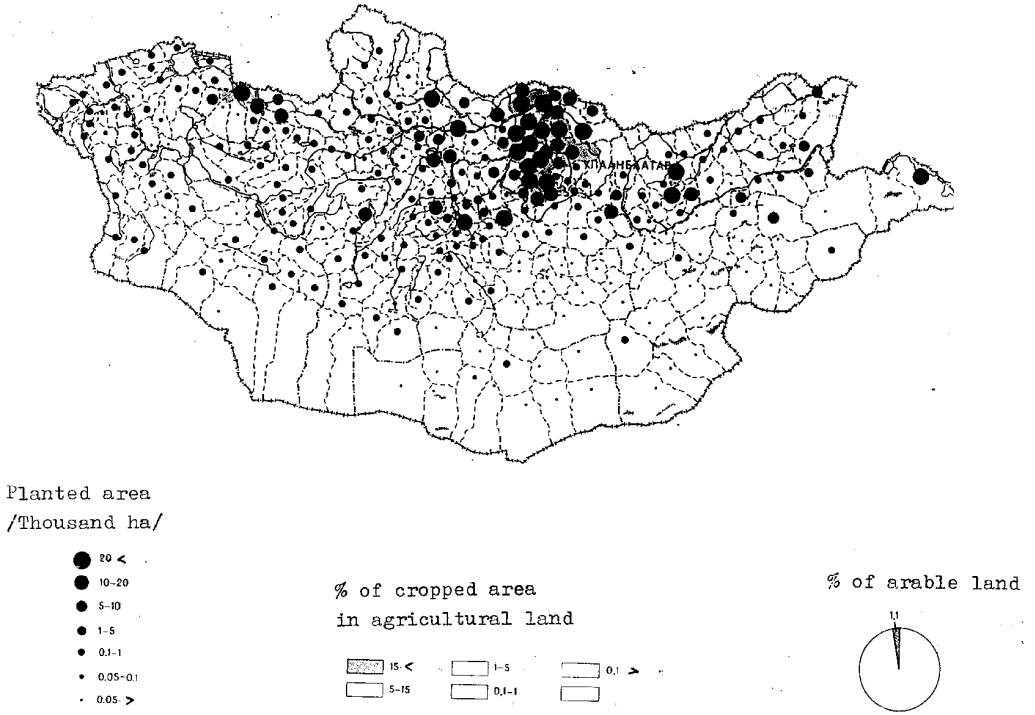 УЛААНБААТАР
Planted area
/Thousand ha/
20 <
10-20
5-10
1-5
0.1-1
0.05-0.1
0.05 >
% of cropped area
in agricultural land
15 <
5-15
1-5
0,1-1
0,1 >
% of arable land
1,1